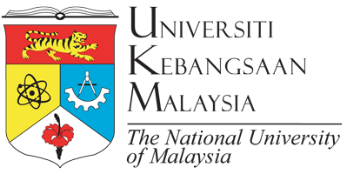 UNIVERSITI
KEBANGSAAN
MALAYSIA
The National University
of Malaysia